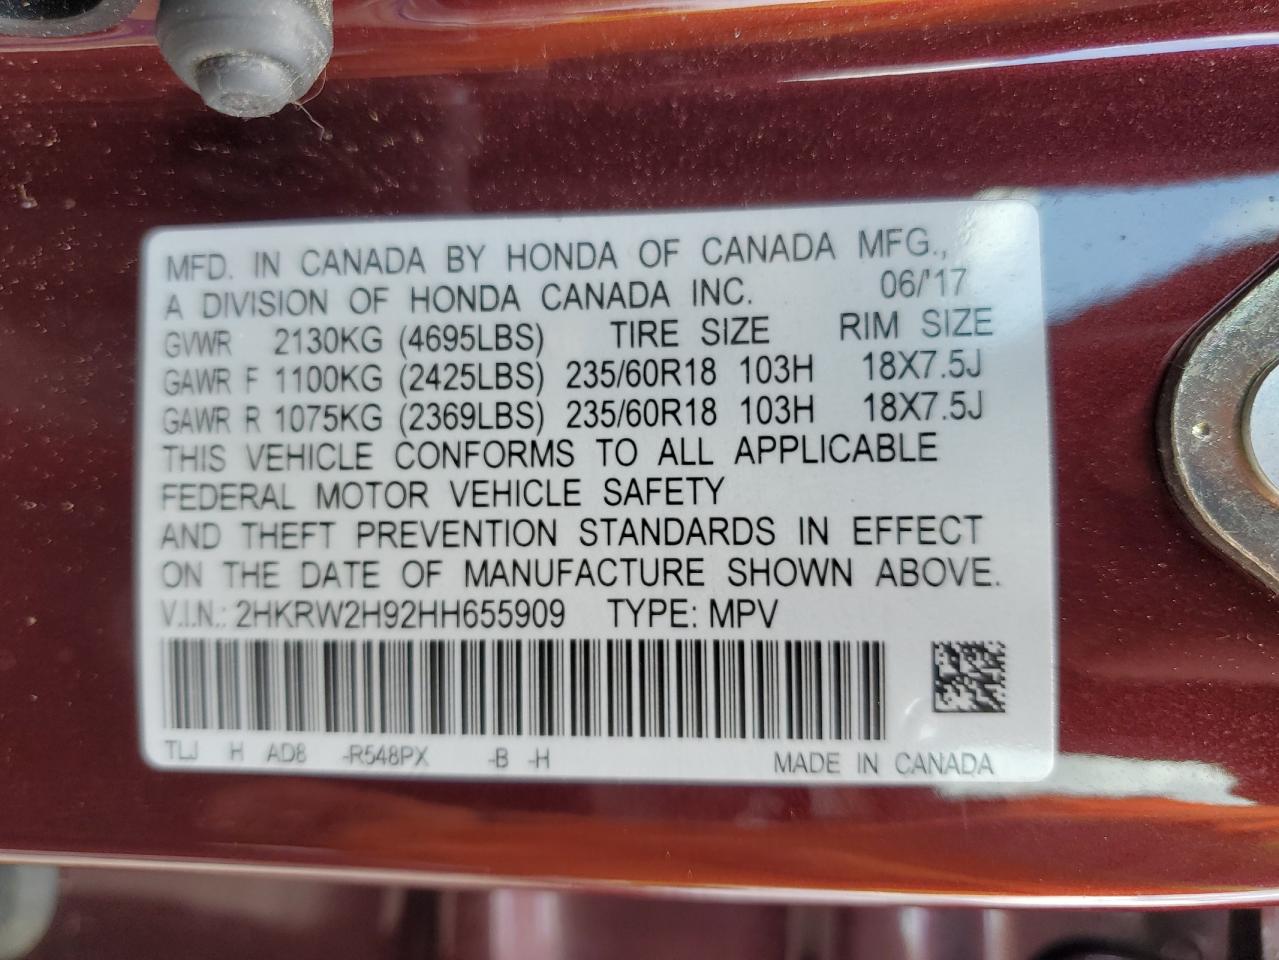 MFD. IN CANADA BY HONDA OF CANADA MFG.,
A DIVISION OF HONDA CANADA INC. 06/'17
GVWR 2130KG (4695LBS) TIRE SIZE RIM SIZE
GAWR F 1100KG (2425LBS) 235/60R18 103H 18X7.5J
GAWR R 1075KG (2369LBS) 235/60R18 103H 18X7.5J
THIS VEHICLE CONFORMS TO ALL APPLICABLE
FEDERAL MOTOR VEHICLE SAFETY
AND THEFT PREVENTION STANDARDS IN EFFECT
ON THE DATE OF MANUFACTURE SHOWN ABOVE.
V.I.N.: 2HKRW2H92HH655909 TYPE: MPV
TLJ H AD8 -R548PX -B -H MADE IN CANADA